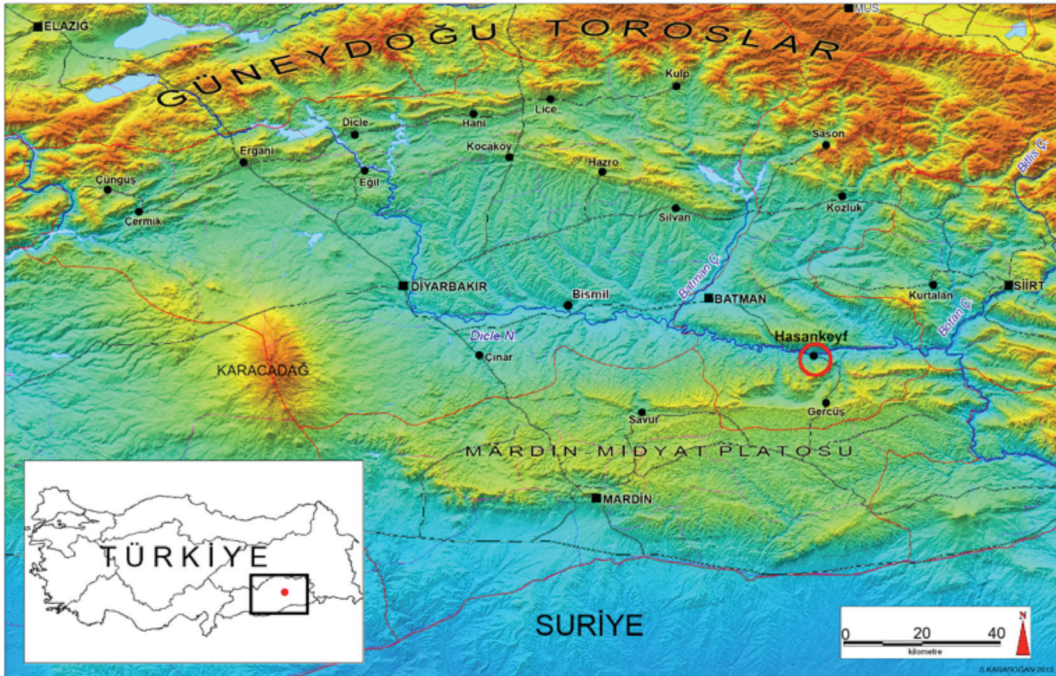 ELAZIĞ
MUŞ
GÜNEYDOĞU TOROSLAR
Kulp
Lice
Hani
Dicle
Sason
Kocaköy
Ergani
Hazro
Eğil
Bitlis Ç.
Çüngüş
Çermik
Kozluk
Silvan
DİYARBAKIR
Bismil
Batman Ç.
BATMAN
Kurtalan
SİİRT
Botan Ç.
Dicle N.
Hasankeyf
Çınar
KARACADAĞ
Gercüş
Savur
MARDİN MİDYAT PLATOSU
MARDİN
TÜRKİYE
SURİYE
N
0 20 40
kilometre
S.KARADOĞAN 2013